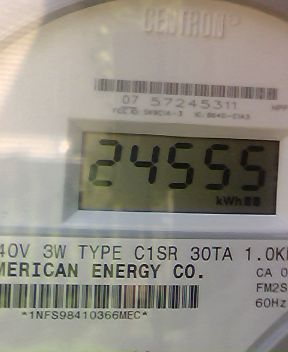 CENTRON®
07 57245311
24555
kWh
40V 3W TYPE C1SR 30TA 1.0K
MERICAN ENERGY CO.
CA 0
FM2S
60Hz
*1NFS98410366MEC*